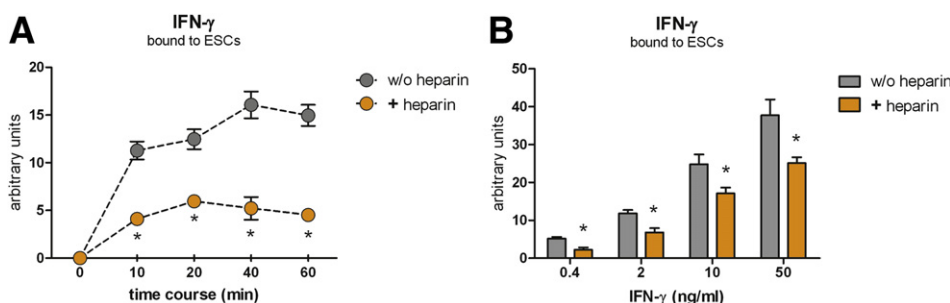 A
IFN-γ
bound to ESCs
20
15
10
5
0
arbitrary units
w/o heparin
+ heparin
*
*
*
*
0 10 20 40 60
time course (min)
B
IFN-γ
bound to ESCs
50
40
30
20
10
0
arbitrary units
w/o heparin
+ heparin
*
*
*
*
0.4 2 10 50
IFN-γ (ng/ml)